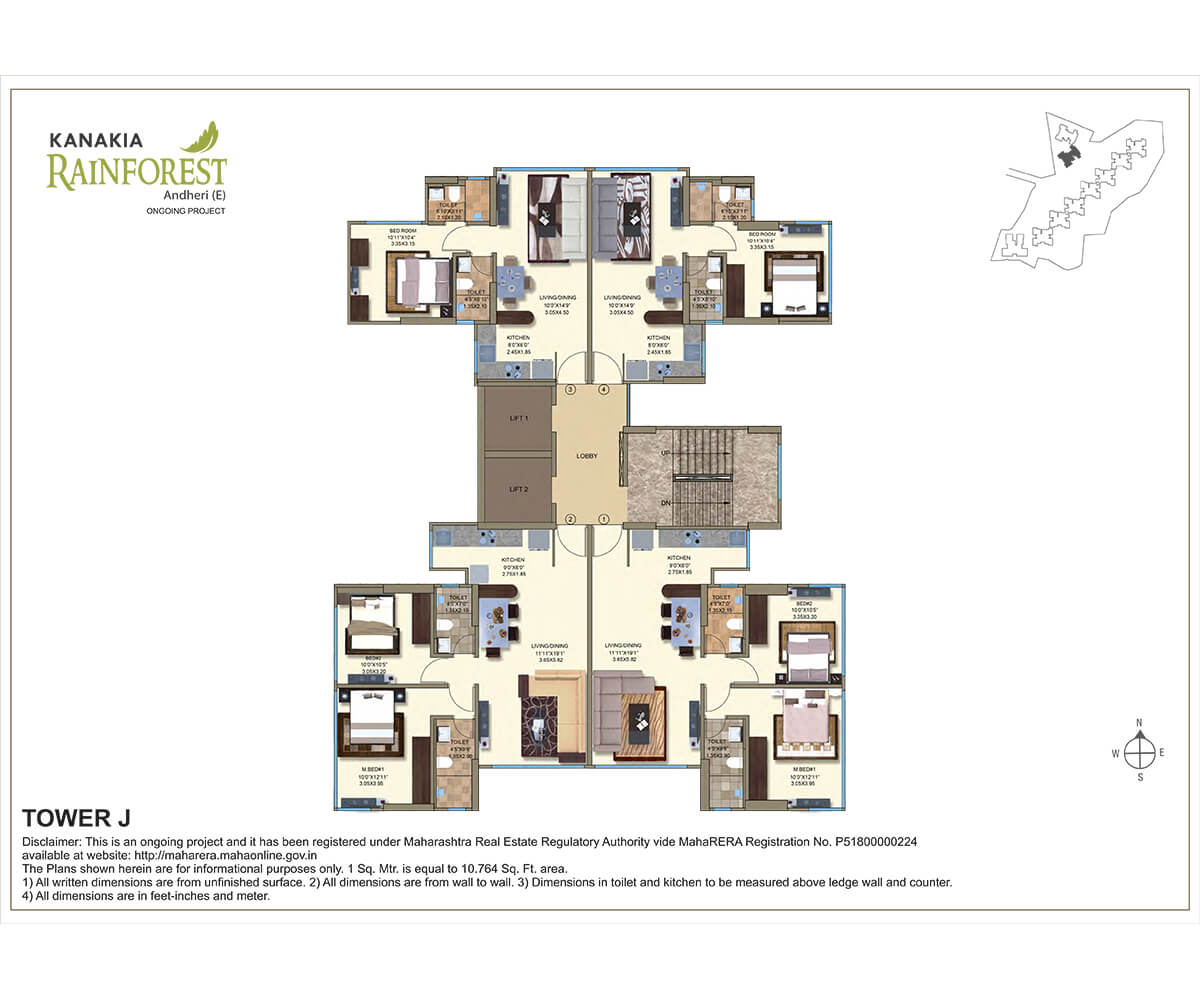 KANAKIA
RAINFOREST
Andheri (E)
ONGOING PROJECT
TOILET
6'10"X3'11"
2.10X1.20
TOILET
6'10"X3'11"
2.10X1.20
BED ROOM
10'11"X10'4"
3.35X3.15
BED ROOM
10'11"X10'4"
3.35X3.15
TOILET
4'5"X6'10"
1.35X2.10
TOILET
4'5"X6'10"
1.35X2.10
LIVING/DINING
10'0"X14'9"
3.05X4.50
LIVING/DINING
10'0"X14'9"
3.05X4.50
KITCHEN
8'0"X6'0"
2.45X1.85
KITCHEN
8'0"X6'0"
2.45X1.85
3
4
LIFT 1
LOBBY
UP
LIFT 2
DN
2
1
KITCHEN
9'0"X6'0"
2.75X1.85
KITCHEN
9'0"X6'0"
2.75X1.85
TOILET
4'5"X7'0"
1.35X2.15
TOILET
4'5"X7'0"
1.35X2.15
BED#2
10'0"X10'5"
3.05X3.20
BED#2
10'0"X10'5"
3.35X3.20
LIVING/DINING
11'11"X19'1"
3.65X5.82
LIVING/DINING
11'11"X19'1"
3.65X5.82
TOILET
4'5"X9'6"
1.35X2.90
TOILET
4'5"X9'6"
1.35X2.90
M.BED#1
10'0"X12'11"
3.05X3.95
M.BED#1
10'0"X12'11"
3.05X3.95
N
W E
S
TOWER J
Disclaimer: This is an ongoing project and it has been registered under Maharashtra Real Estate Regulatory Authority vide MahaRERA Registration No. P51800000224
available at website: http://maharera.mahaonline.gov.in
The Plans shown herein are for informational purposes only. 1 Sq. Mtr. is equal to 10.764 Sq. Ft. area.
1) All written dimensions are from unfinished surface. 2) All dimensions are from wall to wall. 3) Dimensions in toilet and kitchen to be measured above ledge wall and counter.
4) All dimensions are in feet-inches and meter.